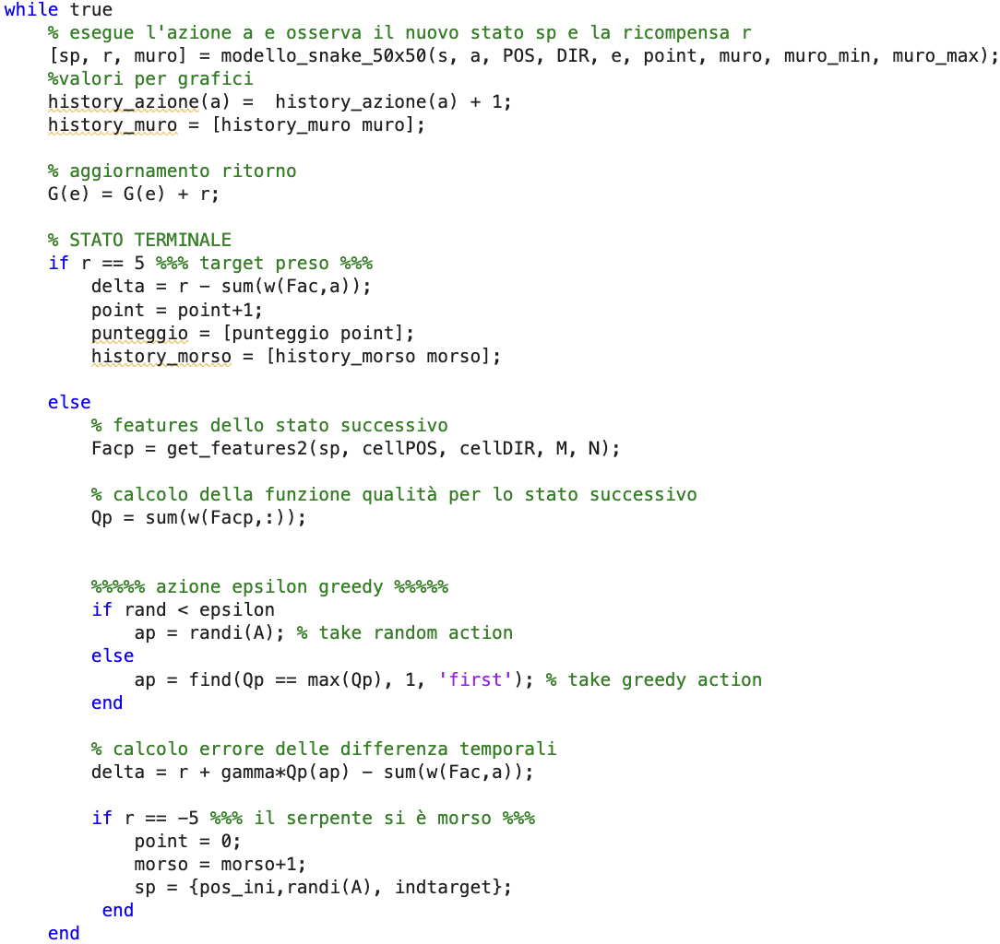 while true
% esegue l'azione a e osserva il nuovo stato sp e la ricompensa r
[sp, r, muro] = modello_snake_50x50(s, a, POS, DIR, e, point, muro, muro_min, muro_max);
%valori per grafici
history_azione(a) =  history_azione(a) + 1;
history_muro = [history_muro muro];
% aggiornamento ritorno
G(e) = G(e) + r;
% STATO TERMINALE
if r == 5 %%% target preso %%%
delta = r - sum(w(Fac,a));
point = point+1;
punteggio = [punteggio point];
history_morso = [history_morso morso];
else
% features dello stato successivo
Facp = get_features2(sp, cellPOS, cellDIR, M, N);
% calcolo della funzione qualità per lo stato successivo
Qp = sum(w(Facp,:));
%%%%% azione epsilon greedy %%%%%
if rand < epsilon
ap = randi(A); % take random action
else
ap = find(Qp == max(Qp), 1, 'first'); % take greedy action
end
% calcolo errore delle differenza temporali
delta = r + gamma*Qp(ap) - sum(w(Fac,a));
if r == -5 %%% il serpente si è morso %%%
point = 0;
morso = morso+1;
sp = {pos_ini,randi(A), indtarget};
end
end